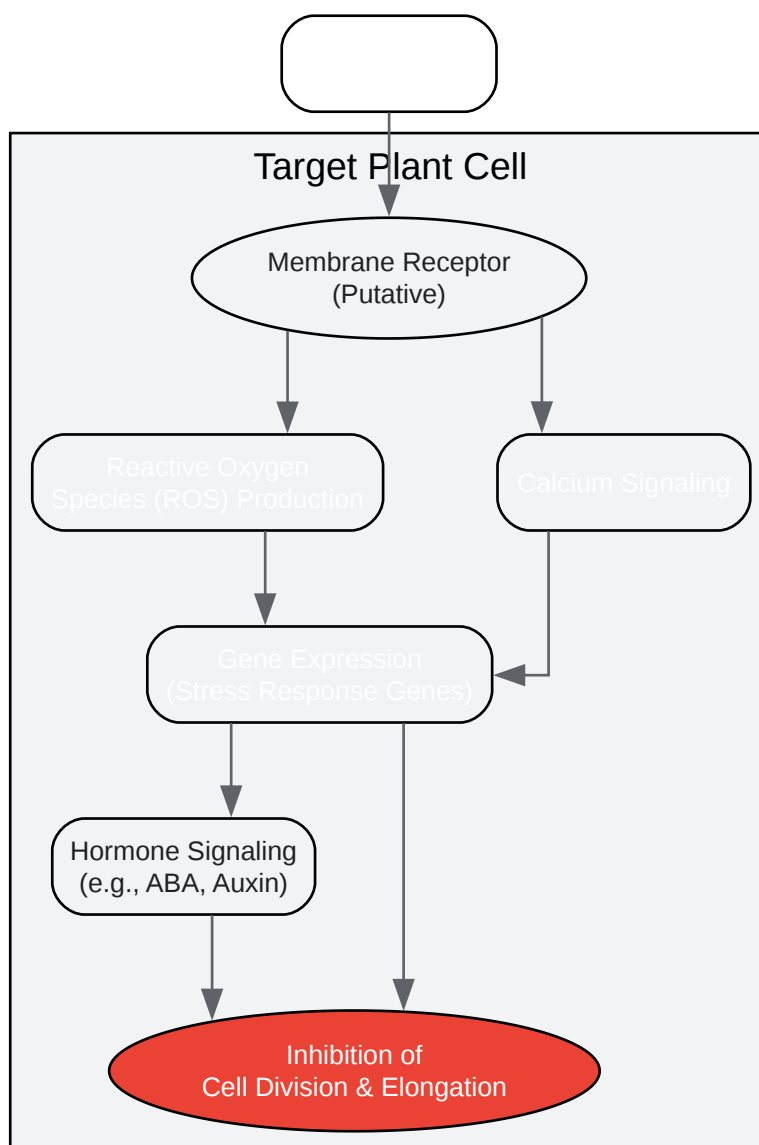 Target Plant Cell
Membrane Receptor
(Putative)
Reactive Oxygen
Species (ROS) Production
Calcium Signaling
Gene Expression
(Stress Response Genes)
Hormone Signaling
(e.g., ABA, Auxin)
Inhibition of
Cell Division & Elongation